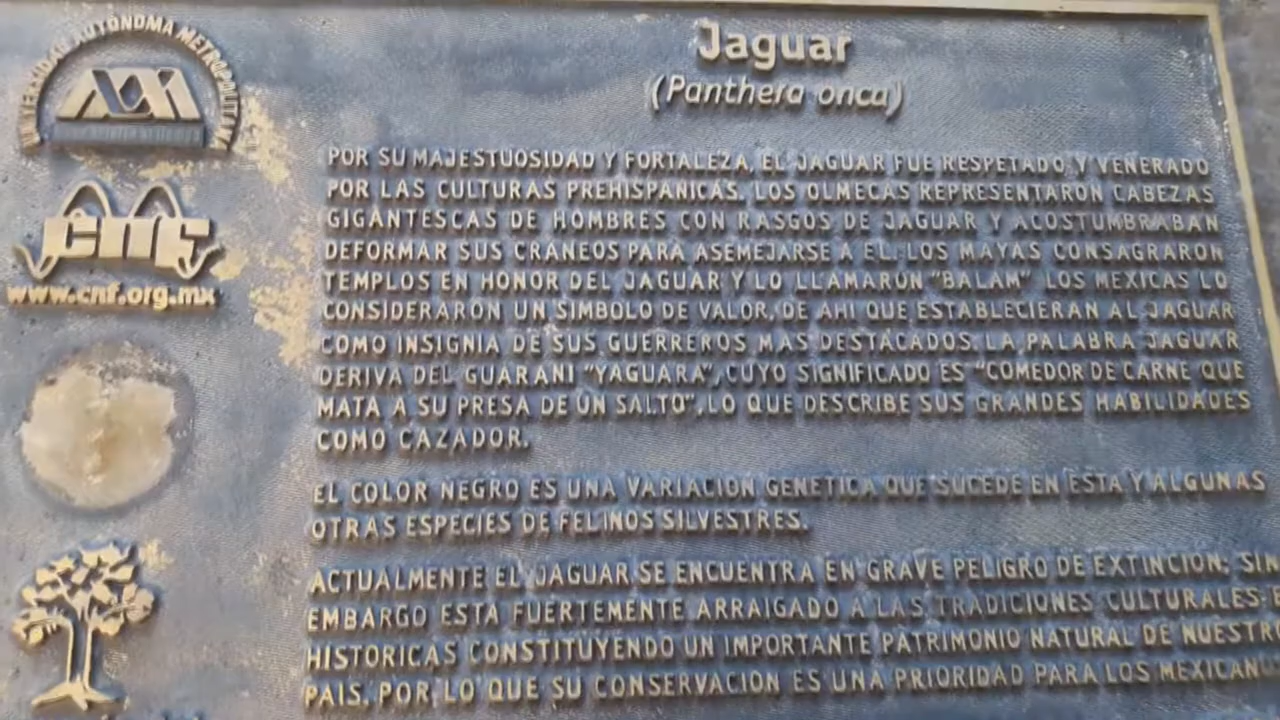 UNIVERSIDAD AUTÓNOMA METROPOLITANA
cnf
www.cnf.org.mx
Jaguar
(Panthera onca)
POR SU MAJESTUOSIDAD Y FORTALEZA, EL JAGUAR FUE RESPETADO Y VENERADO
POR LAS CULTURAS PREHISPANICAS. LOS OLMECAS REPRESENTARON CABEZAS
GIGANTESCAS DE HOMBRES CON RASGOS DE JAGUAR Y ACOSTUMBRABAN
DEFORMAR SUS CRANEOS PARA ASEMEJARSE A EL. LOS MAYAS CONSAGRARON
TEMPLOS EN HONOR DEL JAGUAR Y LO LLAMARON "BALAM" LOS MEXICAS LO
CONSIDERARON UN SIMBOLO DE VALOR, DE AHI QUE ESTABLECIERAN AL JAGUAR
COMO INSIGNIA DE SUS GUERREROS MAS DESTACADOS. LA PALABRA JAGUAR
DERIVA DEL GUARANI "YAGUARA", CUYO SIGNIFICADO ES "COMEDOR DE CARNE QUE
MATA A SU PRESA DE UN SALTO", LO QUE DESCRIBE SUS GRANDES HABILIDADES
COMO CAZADOR.
EL COLOR NEGRO ES UNA VARIACION GENETICA QUE SUCEDE EN ESTA Y ALGUNAS
OTRAS ESPECIES DE FELINOS SILVESTRES.
ACTUALMENTE EL JAGUAR SE ENCUENTRA EN GRAVE PELIGRO DE EXTINCION; SIN
EMBARGO ESTA FUERTEMENTE ARRAIGADO A LAS TRADICIONES CULTURALES E
HISTORICAS CONSTITUYENDO UN IMPORTANTE PATRIMONIO NATURAL DE NUESTR
PAIS. POR LO QUE SU CONSERVACION ES UNA PRIORIDAD PARA LOS MEXICAN